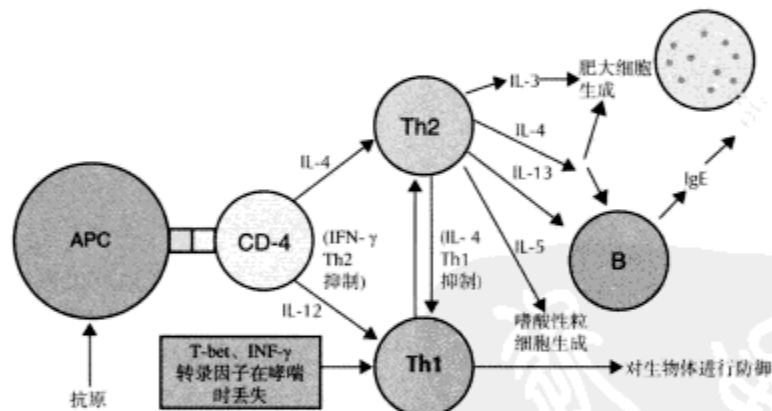 肥大细胞
生成
IL-3
Th2
IL-4
IL-4
IL-13
IgE
APC
CD-4
(IFN-γ
Th2
抑制)
(IL-4
Th1
抑制)
IL-5
B
IL-12
嗜酸性粒
细胞生成
T-bet、INF-γ
转录因子在哮喘
时丢失
Th1
对生物体进行防御
抗原